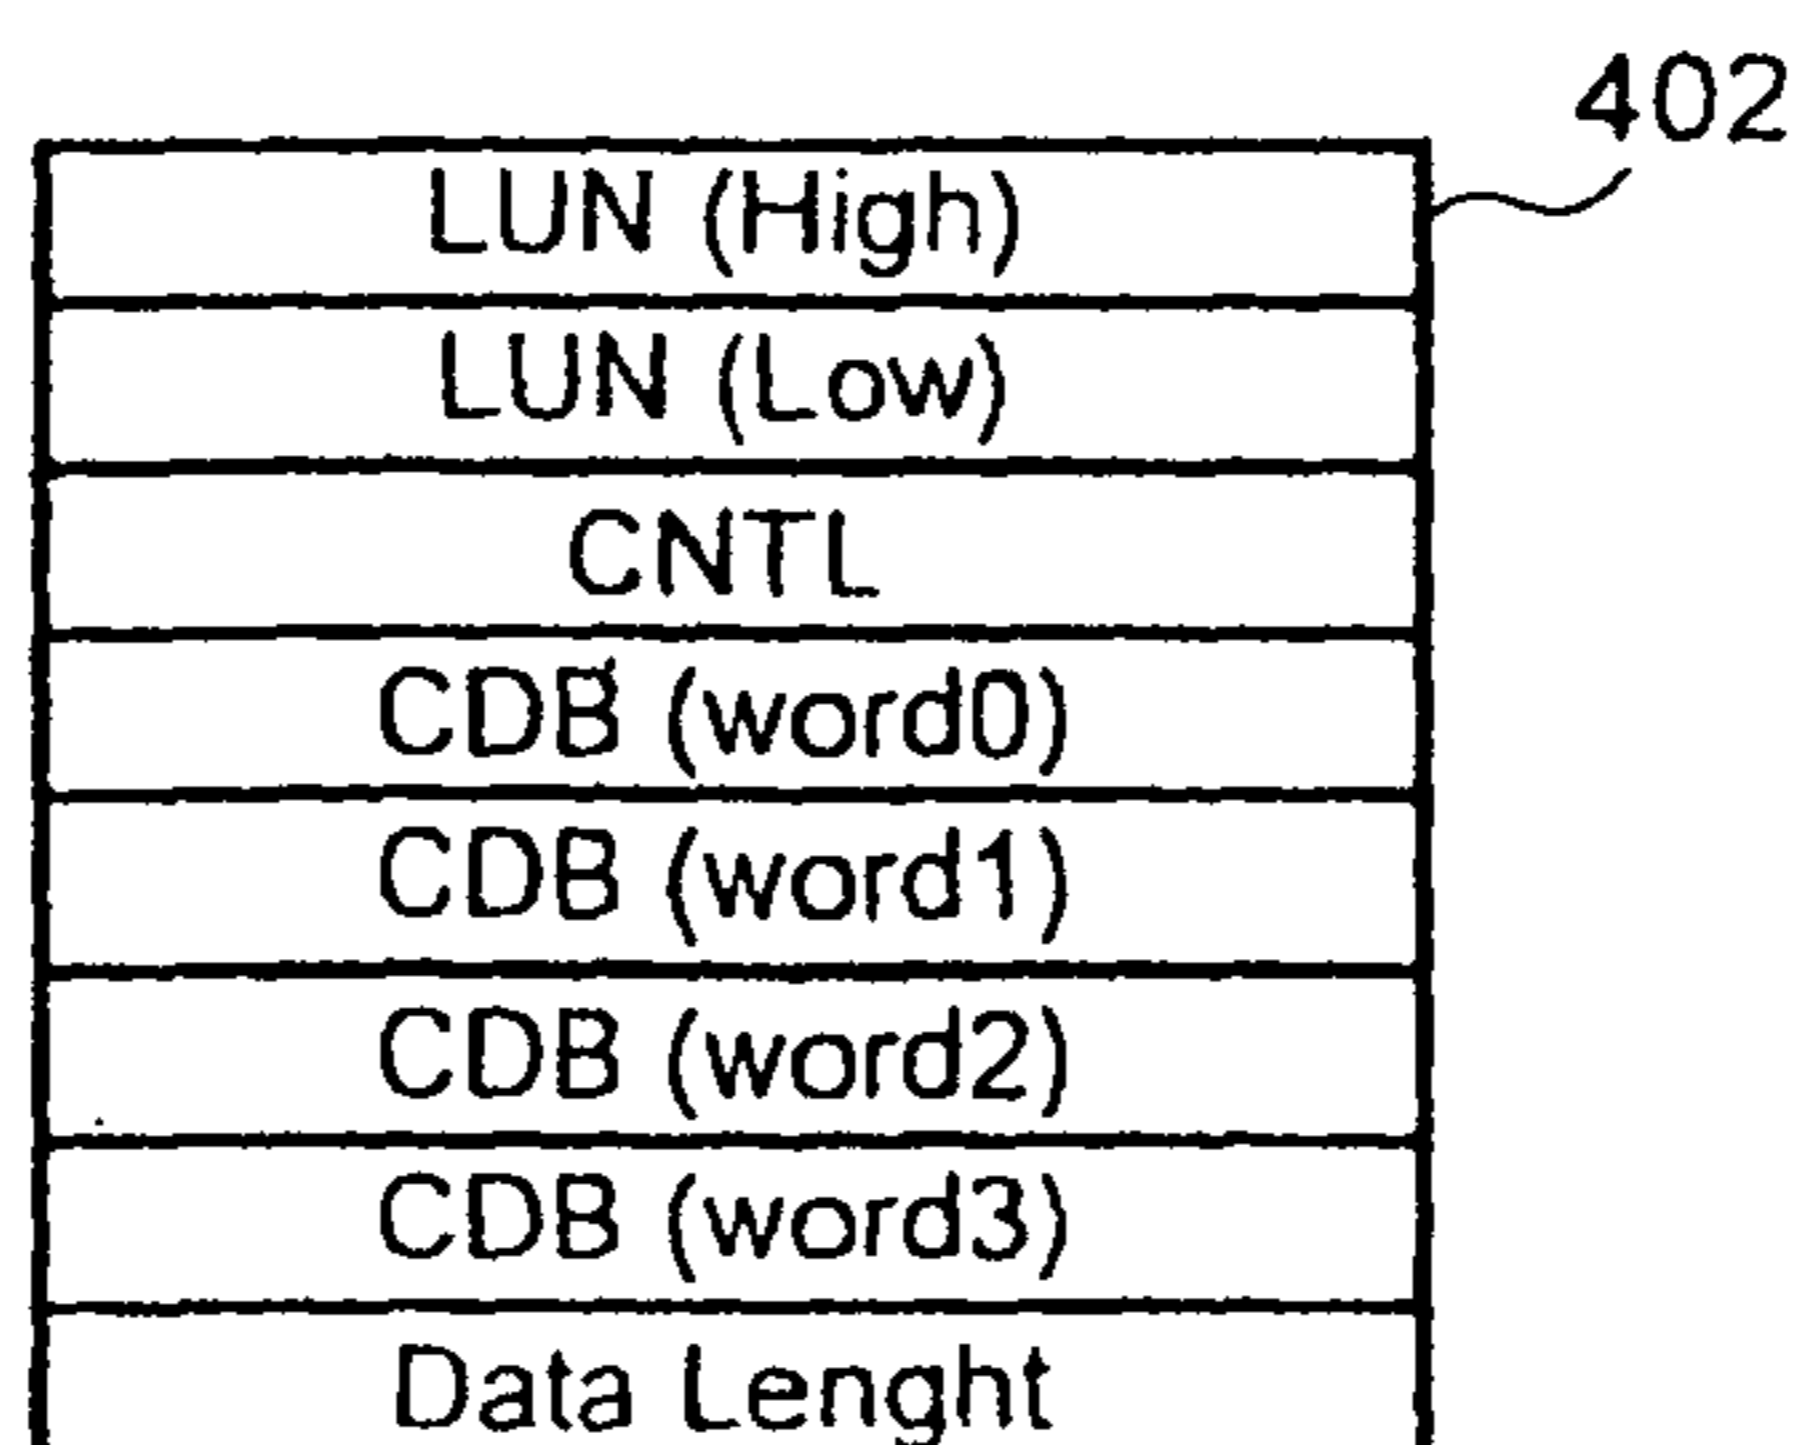 402
LUN (High)
LUN (Low)
CNTL
CDB (word0)
CDB (word1)
CDB (word2)
CDB (word3)
Data Lenght